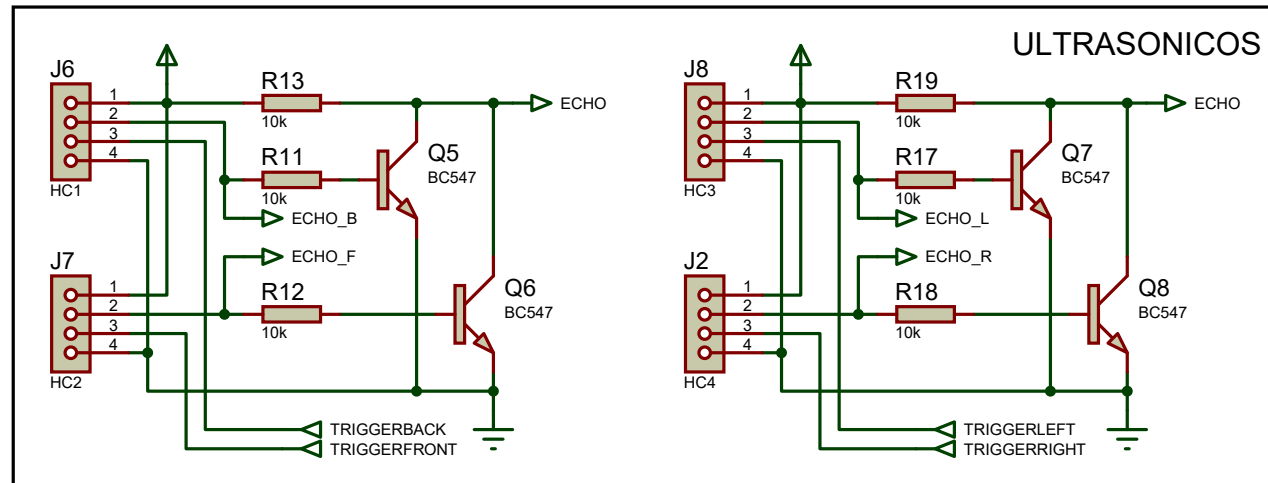 ULTRASONICOS
J6
1
2
3
4
HC1
R13
10k
ECHO
R11
10k
Q5
BC547
ECHO_B
ECHO_F
J7
1
2
3
4
HC2
R12
10k
Q6
BC547
TRIGGERBACK
TRIGGERFRONT
J8
1
2
3
4
HC3
R19
10k
ECHO
R17
10k
Q7
BC547
ECHO_L
ECHO_R
J2
1
2
3
4
HC4
R18
10k
Q8
BC547
TRIGGERLEFT
TRIGGERRIGHT